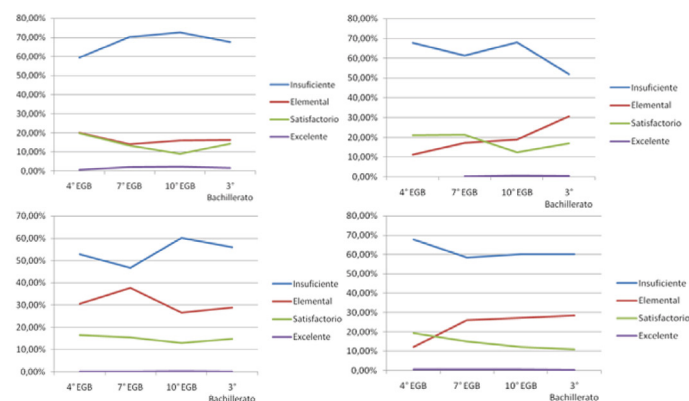 80,00%
70,00%
60,00%
50,00%
40,00%
30,00%
20,00%
10,00%
0,00%
4° EGB 7° EGB 10° EGB 3°
Bachillerato
Insuficiente
Elemental
Satisfactorio
Excelente
80,00%
70,00%
60,00%
50,00%
40,00%
30,00%
20,00%
10,00%
0,00%
4° EGB 7° EGB 10° EGB 3°
Bachillerato
Insuficiente
Elemental
Satisfactorio
Excelente
70,00%
60,00%
50,00%
40,00%
30,00%
20,00%
10,00%
0,00%
4° EGB 7° EGB 10° EGB 3°
Bachillerato
Insuficiente
Elemental
Satisfactorio
Excelente
80,00%
70,00%
60,00%
50,00%
40,00%
30,00%
20,00%
10,00%
0,00%
4° EGB 7° EGB 10° EGB 3°
Bachillerato
Insuficiente
Elemental
Satisfactorio
Excelente